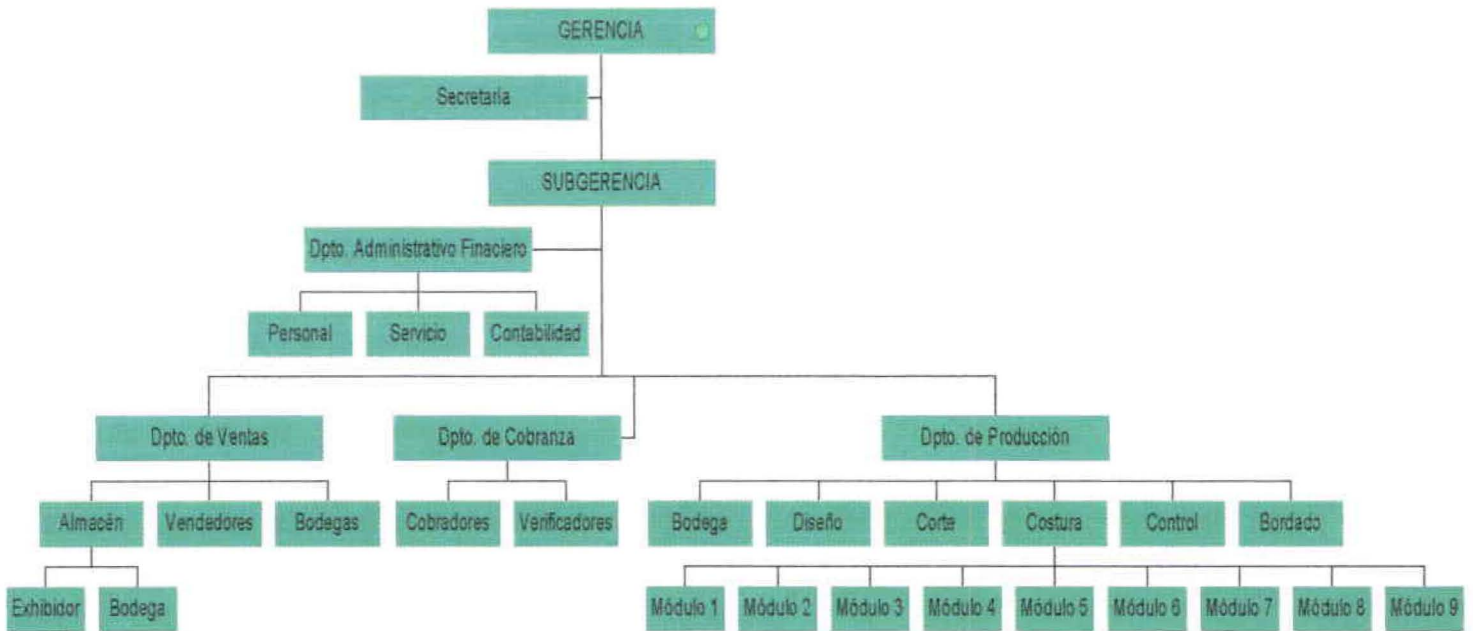 GERENCIA
Secretaría
SUBGERENCIA
Dpto. Administrativo Finaciero
Personal
Servicio
Contabilidad
Dpto. de Ventas
Dpto. de Cobranza
Dpto. de Producción
Almacén
Vendedores
Bodegas
Cobradores
Verificadores
Bodega
Diseño
Corte
Costura
Control
Bordado
Exhibidor
Bodega
Módulo 1
Módulo 2
Módulo 3
Módulo 4
Módulo 5
Módulo 6
Módulo 7
Módulo 8
Módulo 9